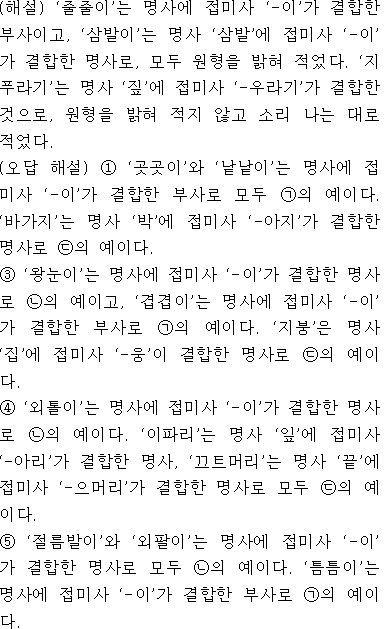 (해설) ‘줄줄이’는 명사에 접미사 ‘-이’가 결합한
부사이고, ‘삼발이’는 명사 ‘삼발’에 접미사 ‘-이’
가 결합한 명사로, 모두 원형을 밝혀 적었다. ‘지
푸라기’는 명사 ‘짚’에 접미사 ‘-우라기’가 결합한
것으로, 원형을 밝혀 적지 않고 소리 나는 대로
적었다.
(오답 해설) ① ‘곳곳이’와 ‘낱낱이’는 명사에 접
미사 ‘-이’가 결합한 부사로 모두 ㉠의 예이다.
‘바가지’는 명사 ‘박’에 접미사 ‘-아지’가 결합한
명사로 ㉢의 예이다.
③ ‘왕눈이’는 명사에 접미사 ‘-이’가 결합한 명사
로 ㉡의 예이고, ‘겹겹이’는 명사에 접미사 ‘-이’
가 결합한 부사로 ㉠의 예이다. ‘지붕’은 명사
‘집’에 접미사 ‘-웅’이 결합한 명사로 ㉢의 예이
다.
④ ‘외톨이’는 명사에 접미사 ‘-이’가 결합한 명사
로 ㉡의 예이다. ‘이파리’는 명사 ‘잎’에 접미사
‘-아리’가 결합한 명사, ‘끄트머리’는 명사 ‘끝’에
접미사 ‘-으머리’가 결합한 명사로 모두 ㉢의 예
이다.
⑤ ‘절름발이’와 ‘외팔이’는 명사에 접미사 ‘-이’
가 결합한 명사로 모두 ㉡의 예이다. ‘틈틈이’는
명사에 접미사 ‘-이’가 결합한 부사로 ㉠의 예이
다.